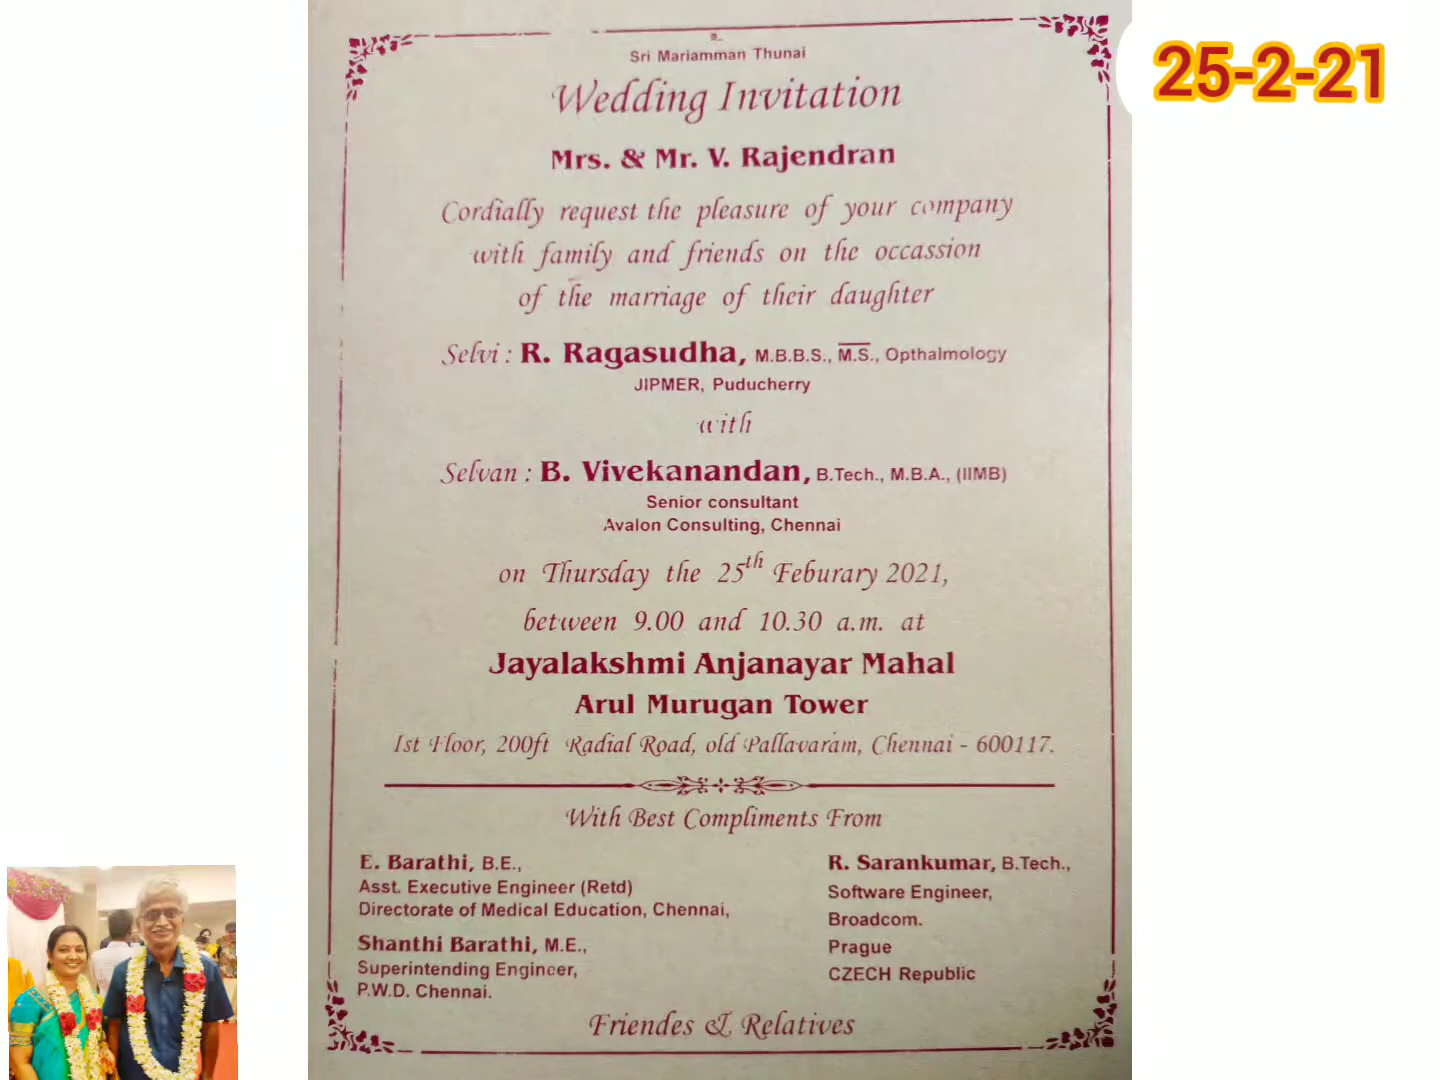 உ
Sri Mariamman Thunai
25-2-21
Wedding Invitation
Mrs. & Mr. V. Rajendran
Cordially request the pleasure of your company
with family and friends on the occassion
of the marriage of their daughter
Selvi : R. Ragasudha, M.B.B.S., M.S., Opthalmology
JIPMER, Puducherry
with
Selvan : B. Vivekanandan, B.Tech., M.B.A., (IIMB)
Senior consultant
Avalon Consulting, Chennai
on Thursday the 25th Feburary 2021,
between 9.00 and 10.30 a.m. at
Jayalakshmi Anjanayar Mahal
Arul Murugan Tower
1st Floor, 200ft Radial Road, old Pallavaram, Chennai - 600117.
With Best Compliments From
E. Barathi, B.E.,
Asst. Executive Engineer (Retd)
Directorate of Medical Education, Chennai,
Shanthi Barathi, M.E.,
Superintending Engineer,
P.W.D. Chennai.
R. Sarankumar, B.Tech.,
Software Engineer,
Broadcom.
Prague
CZECH Republic
Friendes & Relatives